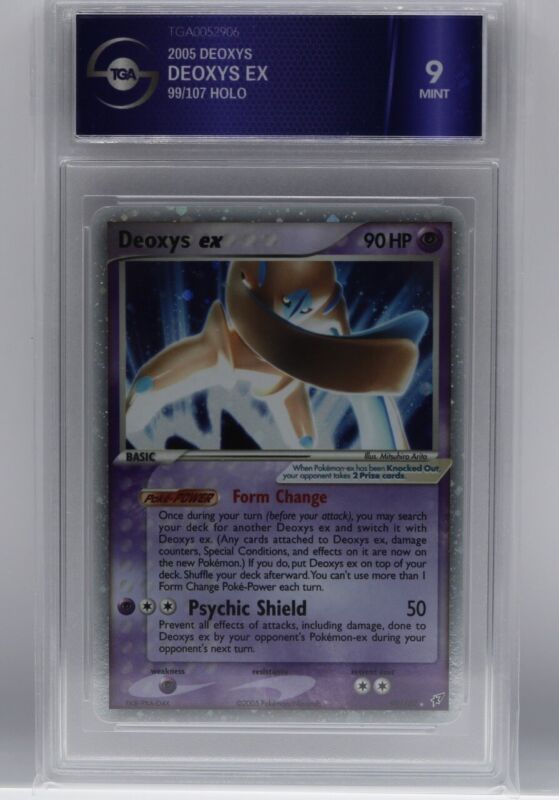 TGA0052906
2005 DEOXYS
DEOXYS EX
99/107 HOLO
TGA
9
MINT
Deoxys ex
90 HP
BASIC
Illus. Mitsuhiro Arita
When Pokémon-ex has been Knocked Out,
your opponent takes 2 Prize cards.
POKÉ-POWER Form Change
Once during your turn (before your attack), you may search
your deck for another Deoxys ex and switch it with
Deoxys ex. (Any cards attached to Deoxys ex, damage
counters, Special Conditions, and effects on it are now on
the new Pokémon.) If you do, put Deoxys ex on top of your
deck. Shuffle your deck afterward. You can't use more than 1
Form Change Poké-Power each turn.
Psychic Shield 50
Prevent all effects of attacks, including damage, done to
Deoxys ex by your opponent's Pokémon-ex during your
opponent's next turn.
weakness
resistance
retreat cost
©2005 Pokémon/Nintendo